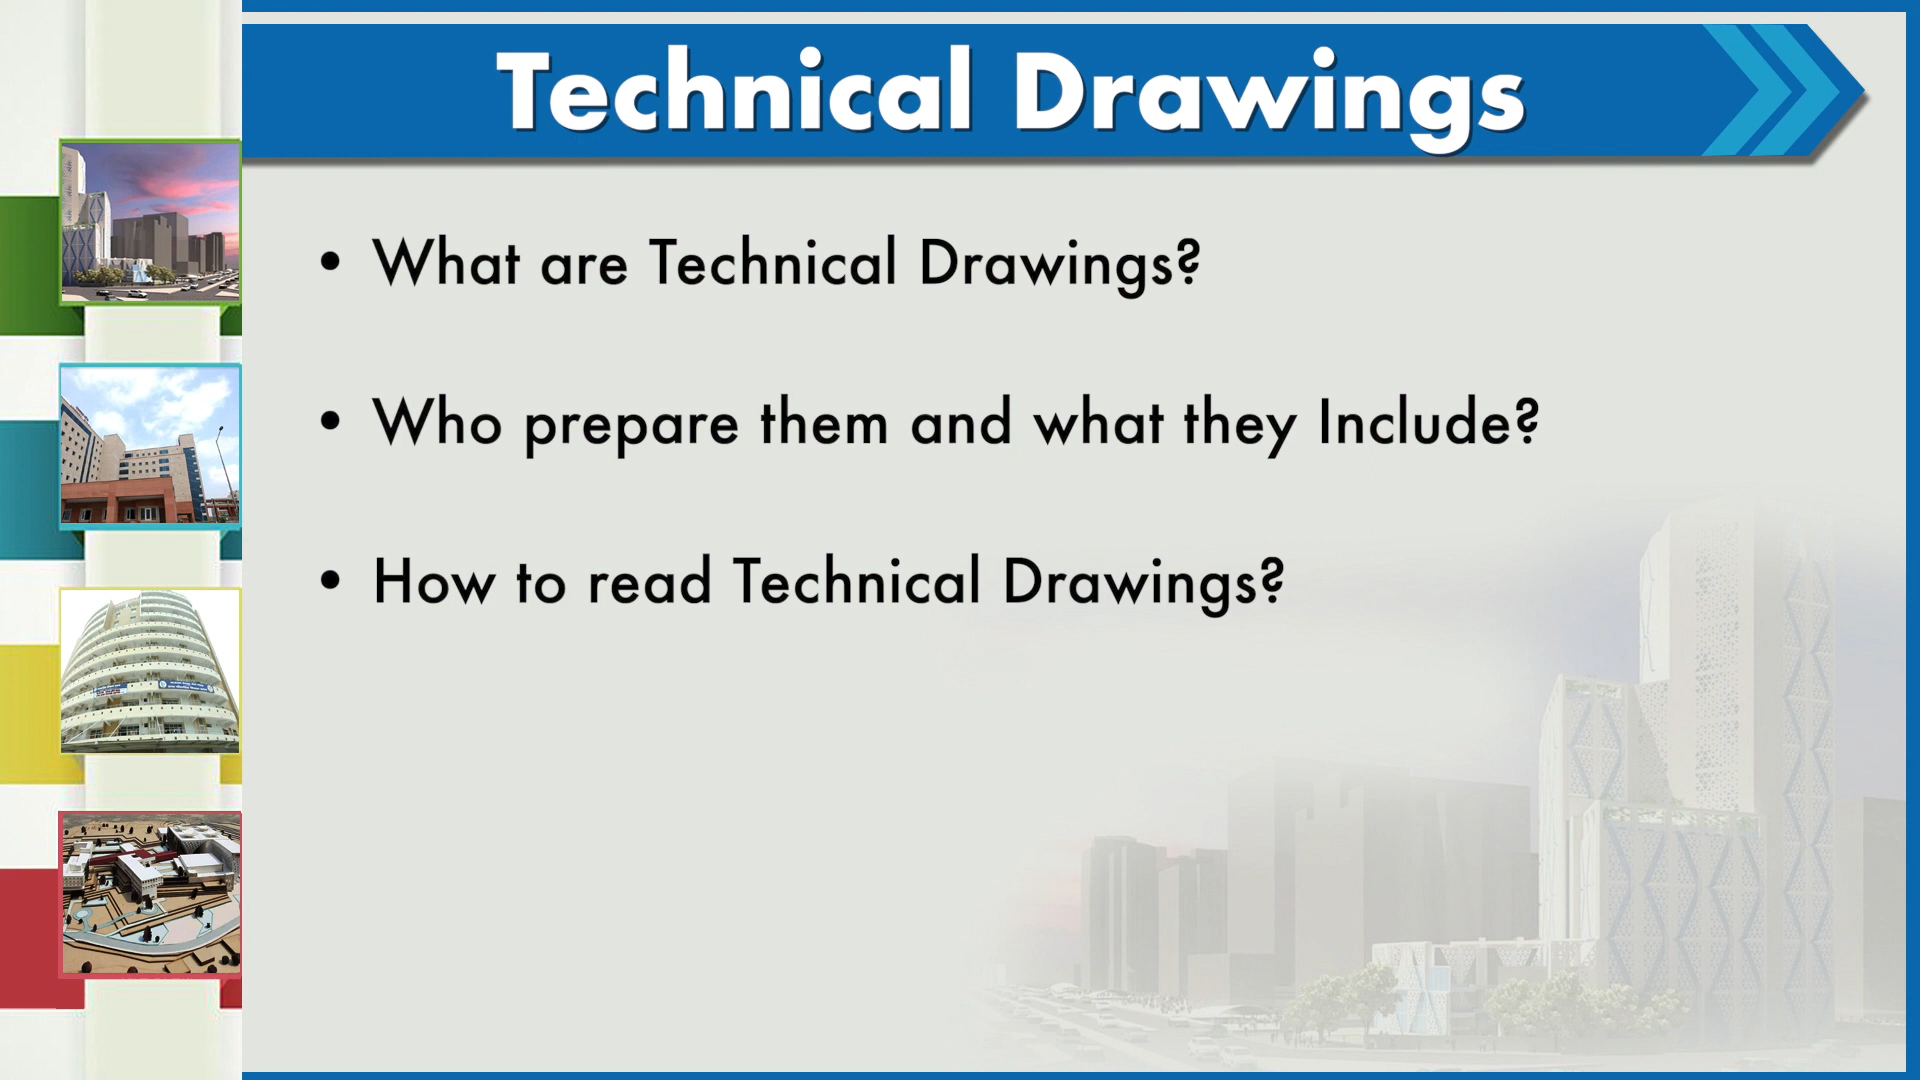 Technical Drawings
• What are Technical Drawings?
• Who prepare them and what they Include?
• How to read Technical Drawings?